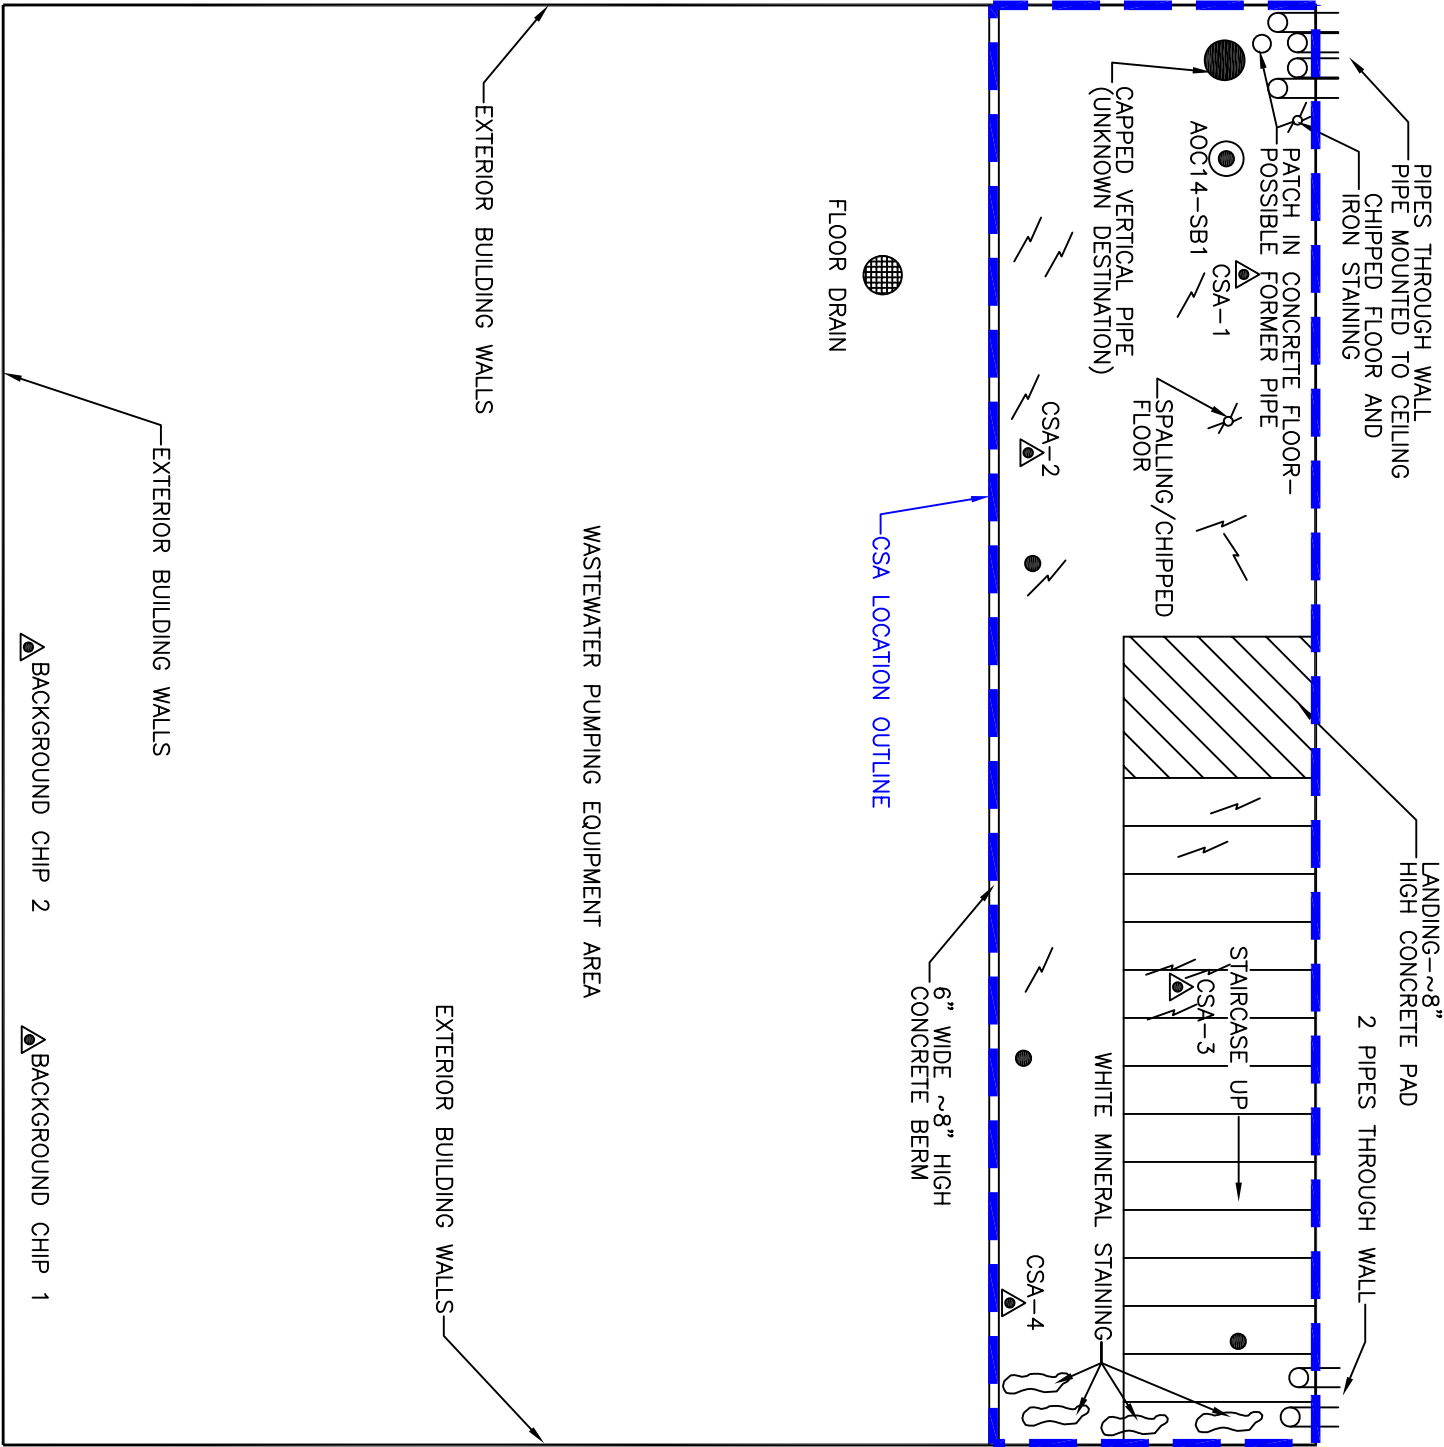 PIPES THROUGH WALL
PIPE MOUNTED TO CEILING
CHIPPED FLOOR AND
IRON STAINING
LANDING-~8"
HIGH CONCRETE PAD
2 PIPES THROUGH WALL
PATCH IN CONCRETE FLOOR-
POSSIBLE FORMER PIPE
CSA-1
AOC14-SB1
STAIRCASE UP
CSA-3
SPALLING/CHIPPED
FLOOR
CAPPED VERTICAL PIPE
(UNKNOWN DESTINATION)
WHITE MINERAL STAINING
CSA-2
CSA-4
6" WIDE ~8" HIGH
CONCRETE BERM
CSA LOCATION OUTLINE
FLOOR DRAIN
WASTEWATER PUMPING EQUIPMENT AREA
EXTERIOR BUILDING WALLS
EXTERIOR BUILDING WALLS
EXTERIOR BUILDING WALLS
BACKGROUND CHIP 2
BACKGROUND CHIP 1